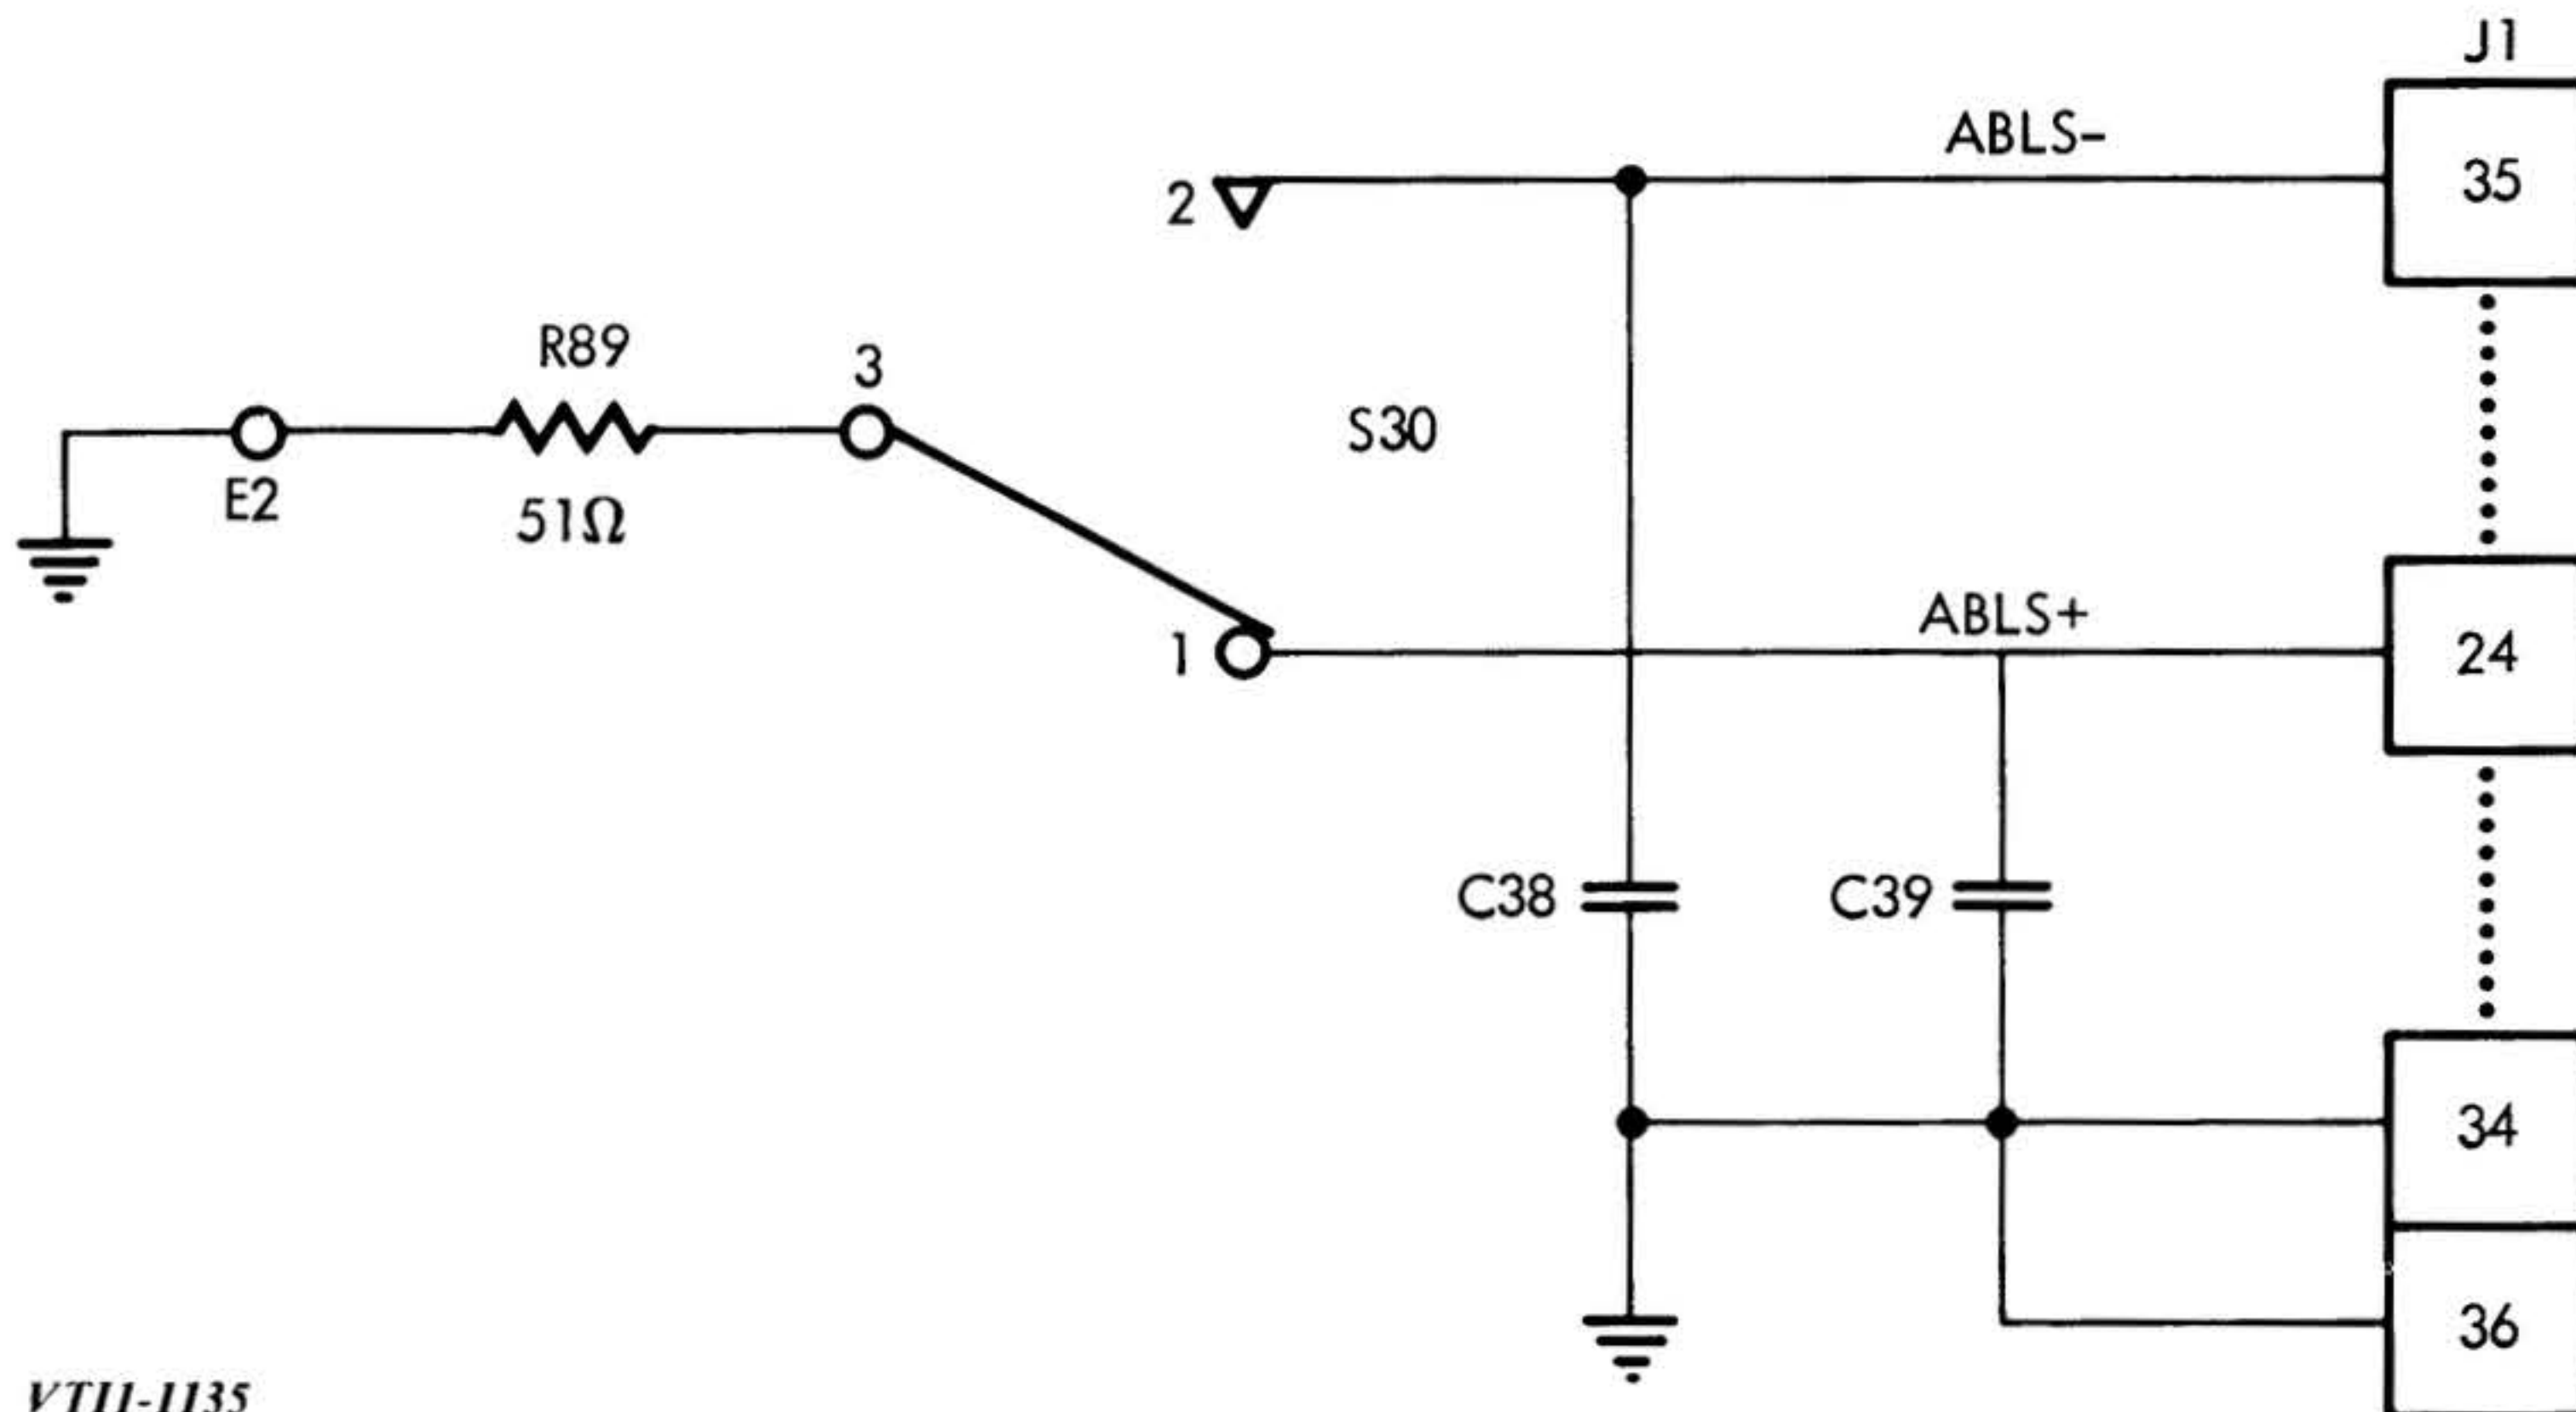 J1
ABLS-
35
2
R89
3
S30
E2
51Ω
ABLS+
24
1
C38
C39
34
36
VT11-1135